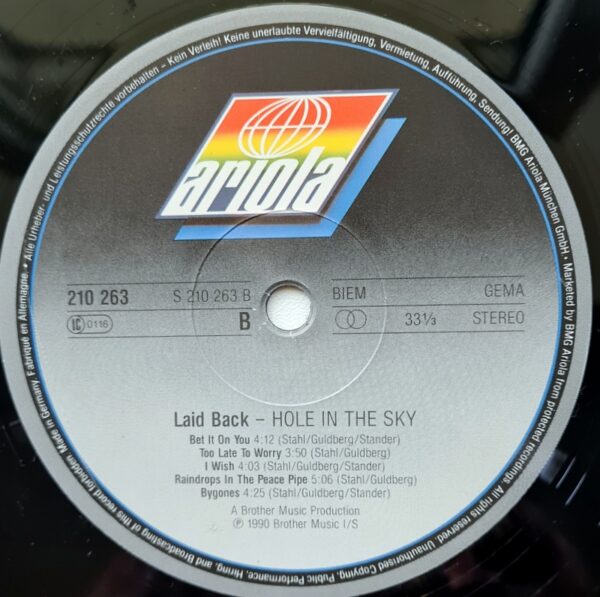 Alle Urheber- und Leistungsschutzrechte vorbehalten – Kein Verleih! Keine unerlaubte Vervielfältigung, Vermietung, Aufführung, Sendung! BMG Ariola München GmbH · Marketed by BMG Ariola from protected recordings. All rights reserved. Unauthorised Copying, Public Performance, Hiring, and Broadcasting of this record forbidden Made in Germany. Fabriqué en Allemagne ·
ariola
210 263 S 210 263 B BIEM GEMA
LC 0116 B 33⅓ STEREO
Laid Back – HOLE IN THE SKY
Bet It On You 4:12 (Stahl/Guldberg/Stander)
Too Late To Worry 3:50 (Stahl/Guldberg)
I Wish 4:03 (Stahl/Guldberg/Stander)
Raindrops In The Peace Pipe 5:06 (Stahl/Guldberg)
Bygones 4:25 (Stahl/Guldberg/Stander)
A Brother Music Production
℗ 1990 Brother Music I/S